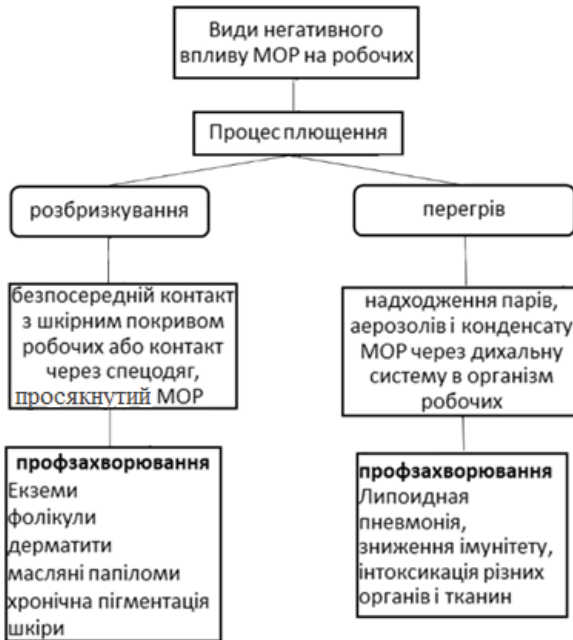 Види негативного
впливу МОР на робочих
Процес плющення
розбризкування
перегрів
безпосередній контакт
з шкірним покривом
робочих або контакт
через спецодяг,
просякнутий МОР
надходження парів,
аерозолів і конденсату
МОР через дихальну
систему в організм
робочих
профзахворювання
Екземи
фолікули
дерматити
масляні папіломи
хронічна пігментація
шкіри
профзахворювання
Липоидная
пневмонія,
зниження імунітету,
інтоксикація різних
органів і тканин